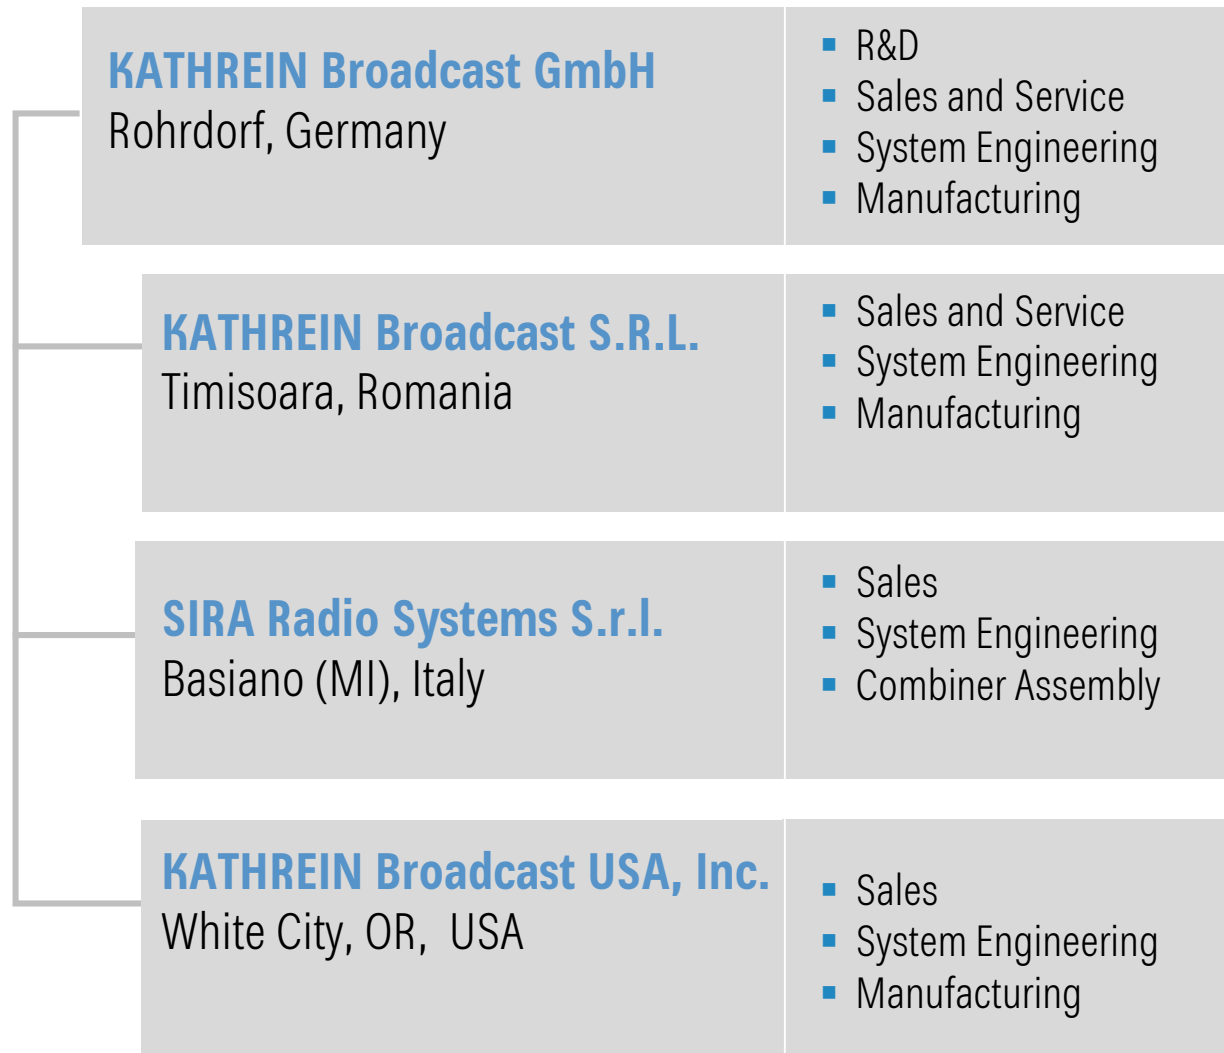 KATHREIN Broadcast GmbH
Rohrdorf, Germany
R&D
Sales and Service
System Engineering
Manufacturing
KATHREIN Broadcast S.R.L.
Timisoara, Romania
Sales and Service
System Engineering
Manufacturing
SIRA Radio Systems S.r.l.
Basiano (MI), Italy
Sales
System Engineering
Combiner Assembly
KATHREIN Broadcast USA, Inc.
White City, OR,  USA
Sales
System Engineering
Manufacturing